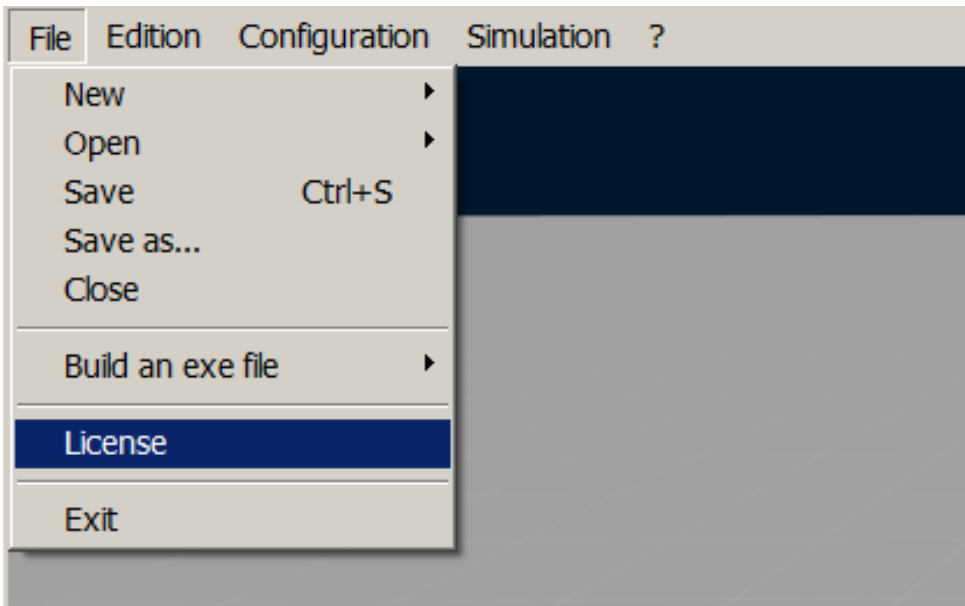 File Edition Configuration Simulation ?
New
Open
Save Ctrl+S
Save as...
Close
Build an exe file
License
Exit